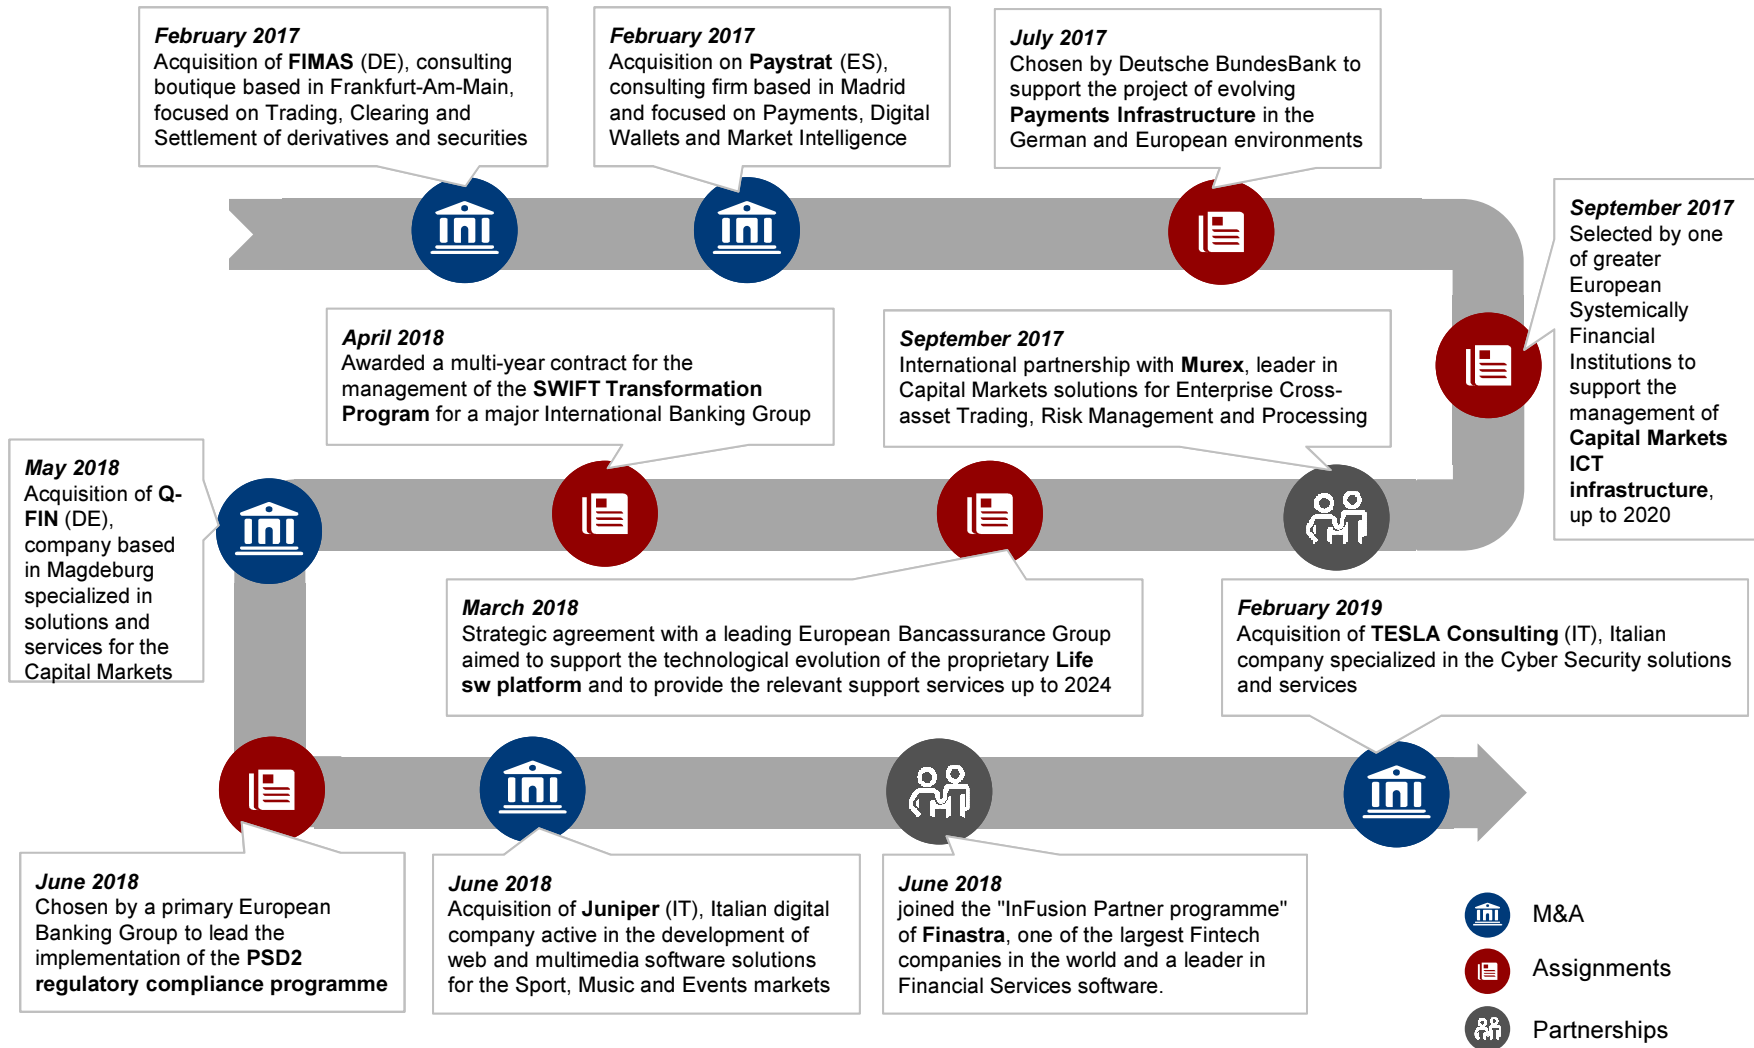 February 2017
Acquisition of FIMAS (DE), consulting
boutique based in Frankfurt-Am-Main,
focused on Trading, Clearing and
Settlement of derivatives and securities
February 2017
Acquisition on Paystrat (ES),
consulting firm based in Madrid
and focused on Payments, Digital
Wallets and Market Intelligence
July 2017
Chosen by Deutsche BundesBank to
support the project of evolving
Payments Infrastructure in the
German and European environments
September 2017
Selected by one
of greater
European
Systemically
Financial
Institutions to
support the
management of
Capital Markets
ICT
infrastructure,
up to 2020
September 2017
International partnership with Murex, leader in
Capital Markets solutions for Enterprise Cross-
asset Trading, Risk Management and Processing
March 2018
Strategic agreement with a leading European Bancassurance Group
aimed to support the technological evolution of the proprietary Life
sw platform and to provide the relevant support services up to 2024
April 2018
Awarded a multi-year contract for the
management of the SWIFT Transformation
Program for a major International Banking Group
May 2018
Acquisition of Q-
FIN (DE),
company based
in Magdeburg
specialized in
solutions and
services for the
Capital Markets
June 2018
Chosen by a primary European
Banking Group to lead the
implementation of the PSD2
regulatory compliance programme
June 2018
Acquisition of Juniper (IT), Italian digital
company active in the development of
web and multimedia software solutions
for the Sport, Music and Events markets
June 2018
joined the "InFusion Partner programme"
of Finastra, one of the largest Fintech
companies in the world and a leader in
Financial Services software.
February 2019
Acquisition of TESLA Consulting (IT), Italian
company specialized in the Cyber Security solutions
and services
M&A
Assignments
Partnerships